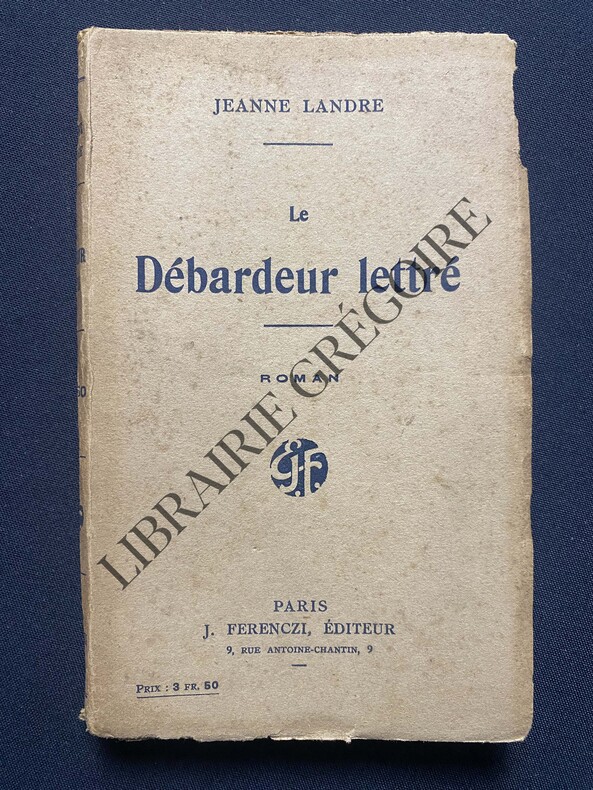 JEANNE LANDRE
Le
Débardeur lettré
ROMAN
J.F.
PARIS
J. FERENCZI, ÉDITEUR
9, RUE ANTOINE-CHANTIN, 9
PRIX : 3 FR. 50
LIBRAIRIE GRÉGOIRE